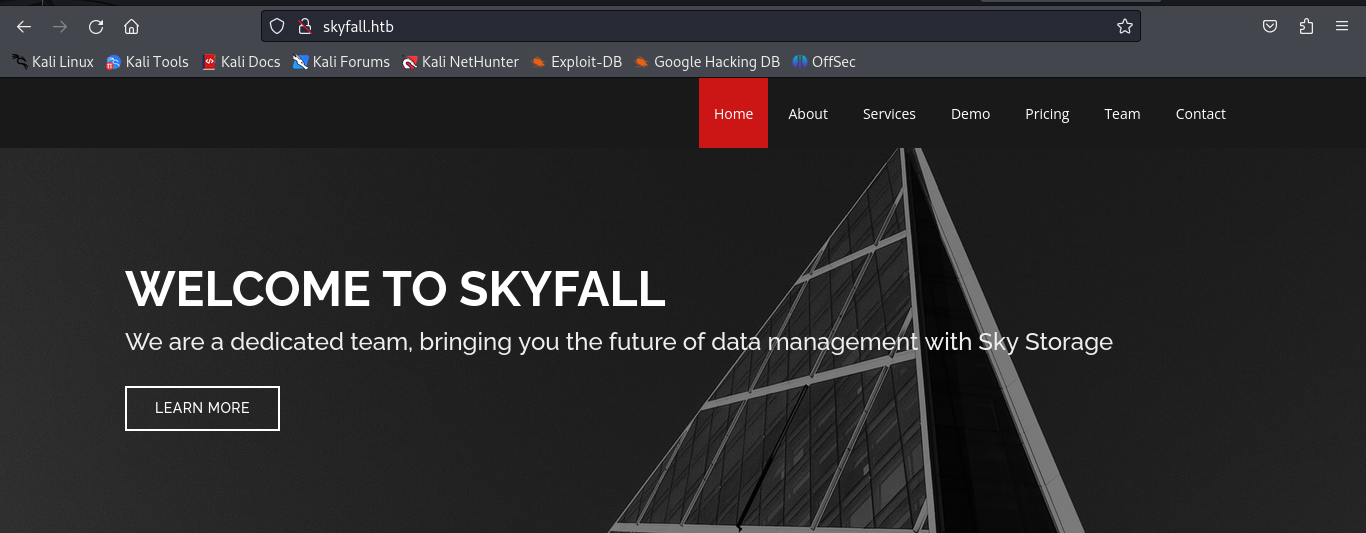 skyfall.htb
Kali Linux Kali Tools Kali Docs Kali Forums Kali NetHunter Exploit-DB Google Hacking DB OffSec
Home About Services Demo Pricing Team Contact
WELCOME TO SKYFALL
We are a dedicated team, bringing you the future of data management with Sky Storage
LEARN MORE